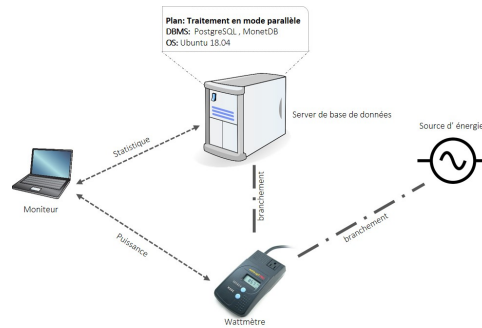 Plan: Traitement en mode parallèle
DBMS: PostgreSQL , MonetDB
OS: Ubuntu 18.04
Server de base de données
Source d' énergie
Statistique
Moniteur
branchement
branchement
Puissance
Wattmètre